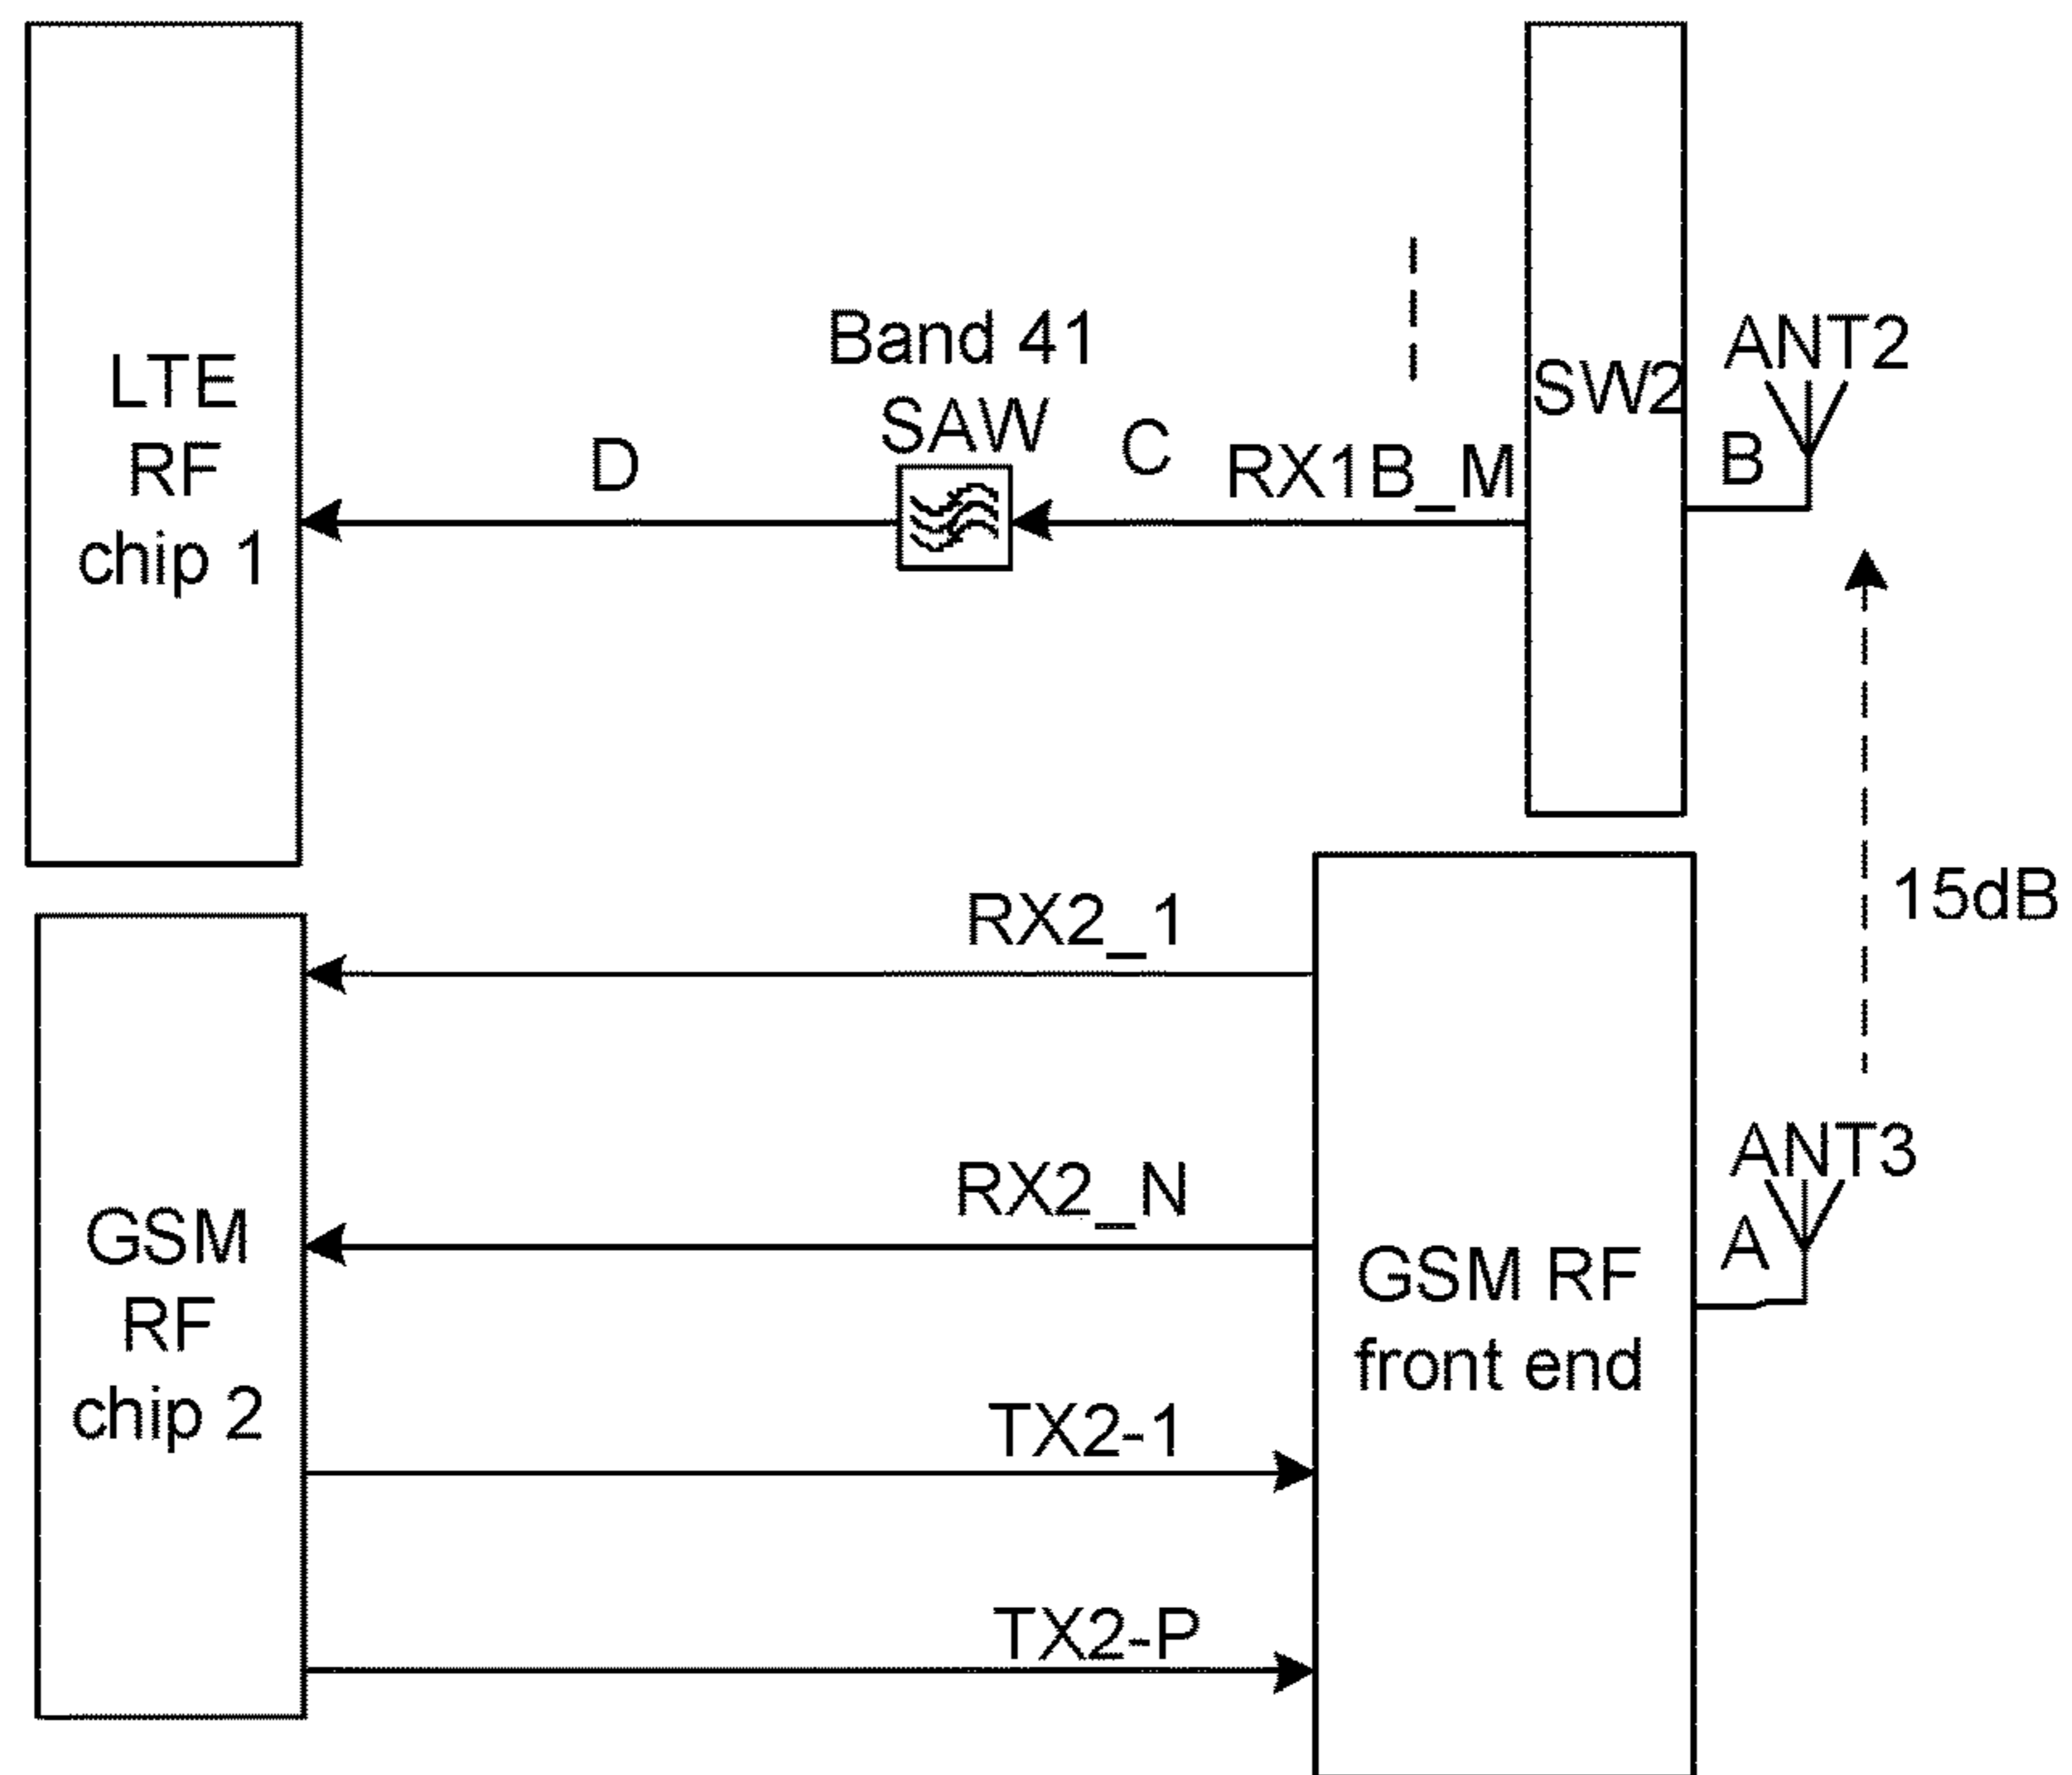 LTE
RF
chip 1
D
Band 41
SAW
C
RX1B_M
SW2
ANT2
B
15dB
RX2_1
RX2_N
TX2-1
TX2-P
GSM
RF
chip 2
GSM RF
front end
ANT3
A